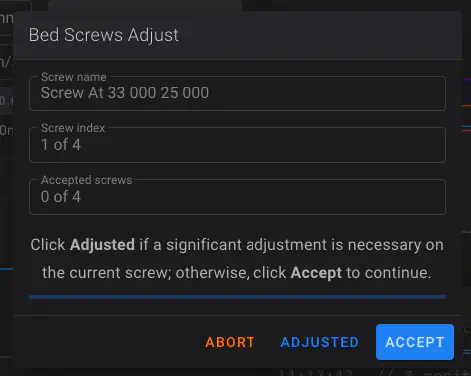 Bed Screws Adjust
Screw name
Screw At 33 000 25 000
Screw index
1 of 4
Accepted screws
0 of 4
Click Adjusted if a significant adjustment is necessary on
the current screw; otherwise, click Accept to continue.
ABORT ADJUSTED ACCEPT